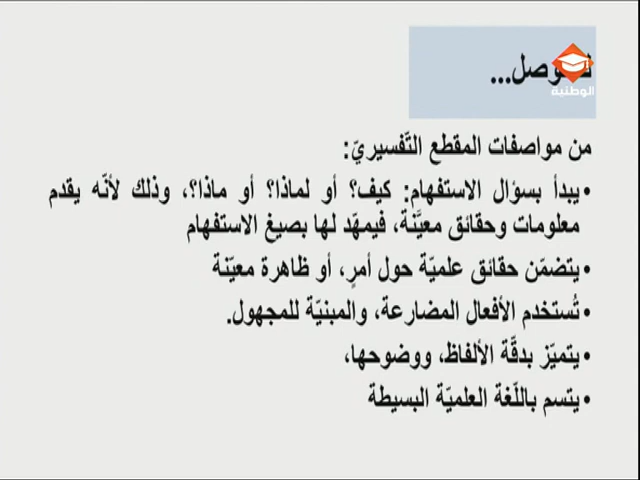 الوطنية
من مواصفات المقطع التّفسيريّ:
•يبدأ بسؤال الاستفهام: كيف؟ أو لماذا؟ أو ماذا؟، وذلك لأنّه يقدم
معلومات وحقائق معيَّنة، فيمهّد لها بصيغ الاستفهام
•يتضمّن حقائق علميّة حول أمرٍ، أو ظاهرة معيّنة
•تُستخدم الأفعال المضارعة، والمبنيّة للمجهول.
•يتميّز بدقّة الألفاظ، ووضوحها،
•يتسم باللّغة العلميّة البسيطة